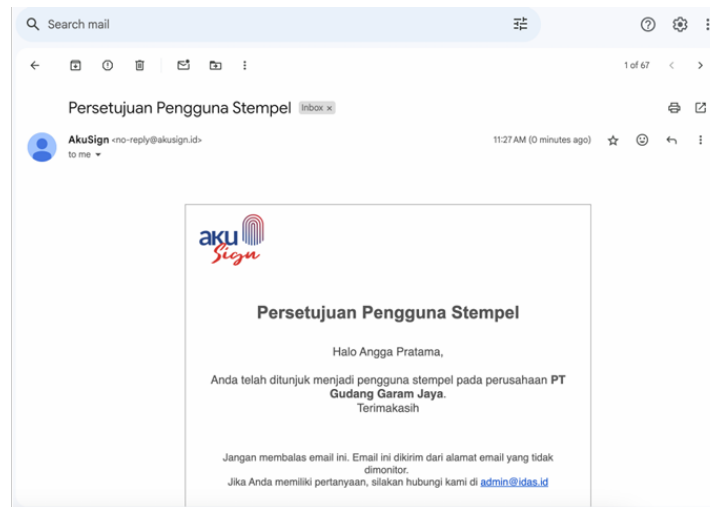 Search mail
1 of 67
Persetujuan Pengguna Stempel Inbox ×
AkuSign <no-reply@akusign.id> 11:27 AM (0 minutes ago)
to me
aku
Sign
Persetujuan Pengguna Stempel
Halo Angga Pratama,
Anda telah ditunjuk menjadi pengguna stempel pada perusahaan PT
Gudang Garam Jaya.
Terimakasih
Jangan membalas email ini. Email ini dikirim dari alamat email yang tidak
dimonitor.
Jika Anda memiliki pertanyaan, silakan hubungi kami di admin@idas.id